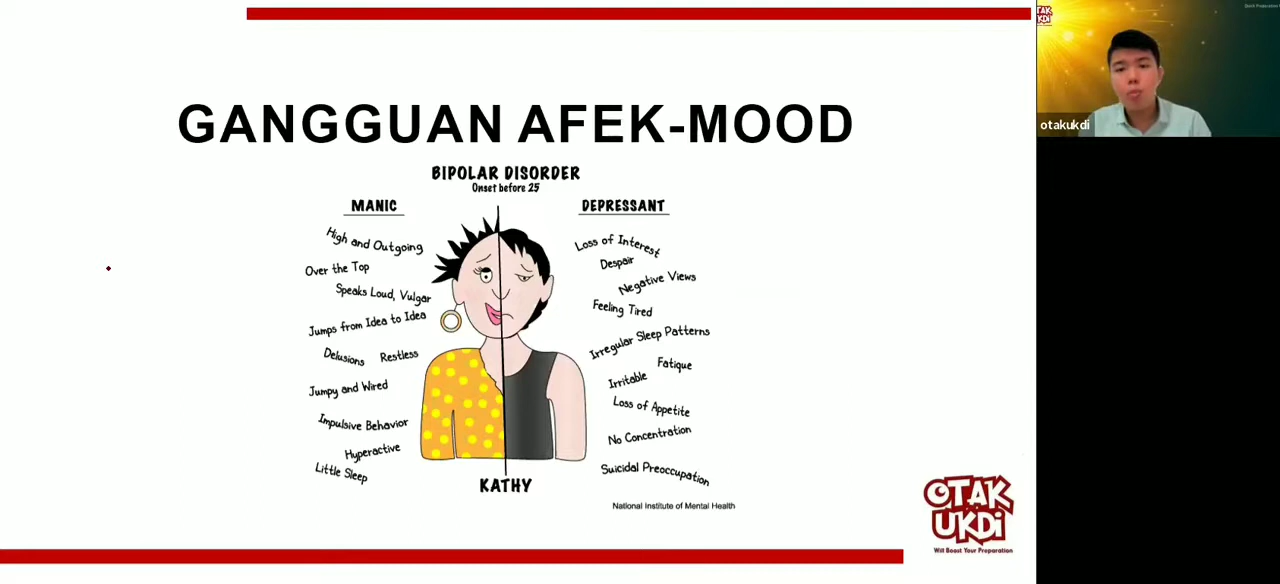 GANGGUAN AFEK-MOOD
BIPOLAR DISORDER
Onset before 25
MANIC
High and Outgoing
Over the Top
Speaks Loud, Vulgar
Jumps from Idea to Idea
Delusions
Restless
Jumpy and Wired
Impulsive Behavior
Hyperactive
Little Sleep
DEPRESSANT
Loss of Interest
Despair
Negative Views
Feeling Tired
Irregular Sleep Patterns
Fatique
Irritable
Loss of Appetite
No Concentration
Suicidal Preoccupation
KATHY
National Institute of Mental Health
OTAK
UKDI
Will Boost Your Preparation
otakukdi